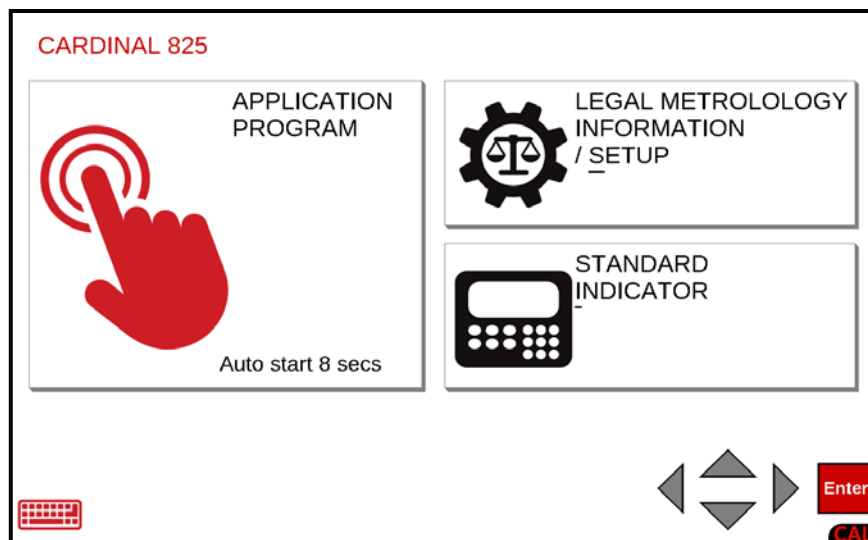 CARDINAL 825
APPLICATION
PROGRAM
Auto start 8 secs
LEGAL METROLOLOGY
INFORMATION
/ SETUP
STANDARD
INDICATOR
Enter